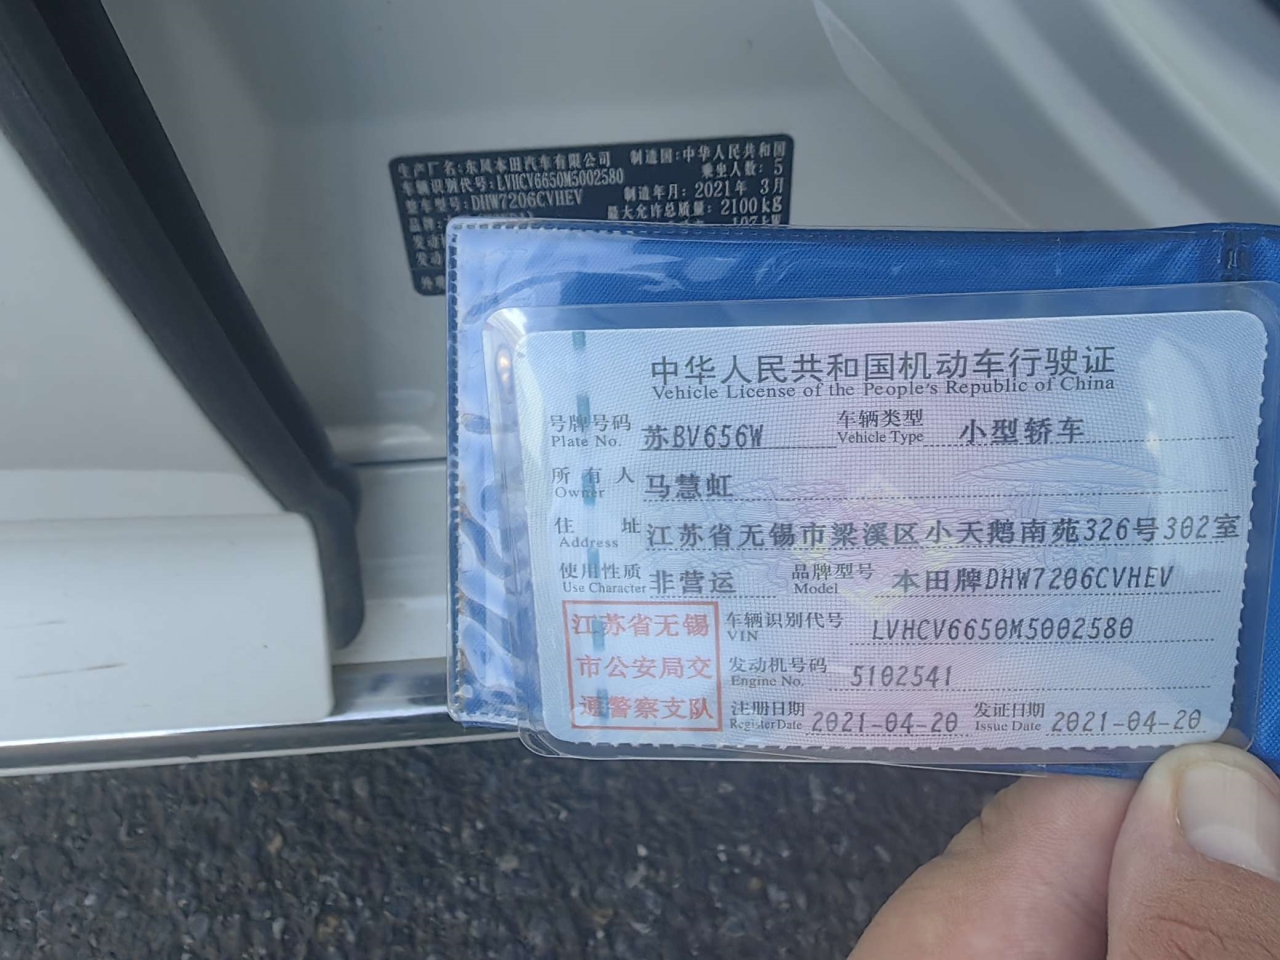 生产厂名:东风本田汽车有限公司 制造国:中华人民共和国
车辆识别代号:LVHCV6650M5002580 乘坐人数:5
整车型号:DHW7206CVHEV 制造年月:2021年 3月
品牌: 最大允许总质量:2100kg
发动
发动
中华人民共和国机动车行驶证
Vehicle License of the People's Republic of China
号牌号码 苏BV656W 车辆类型 小型轿车
Plate No. Vehicle Type
所有人 马慧虹
Owner
住址 江苏省无锡市梁溪区小天鹅南苑326号302室
Address
使用性质 非营运 品牌型号 本田牌DHW7206CVHEV
Use Character Model
江苏省无锡
市公安局交
通警察支队
车辆识别代号 LVHCV6650M5002580
VIN
发动机号码 5102541
Engine No.
注册日期 2021-04-20 发证日期 2021-04-20
Register Date Issue Date